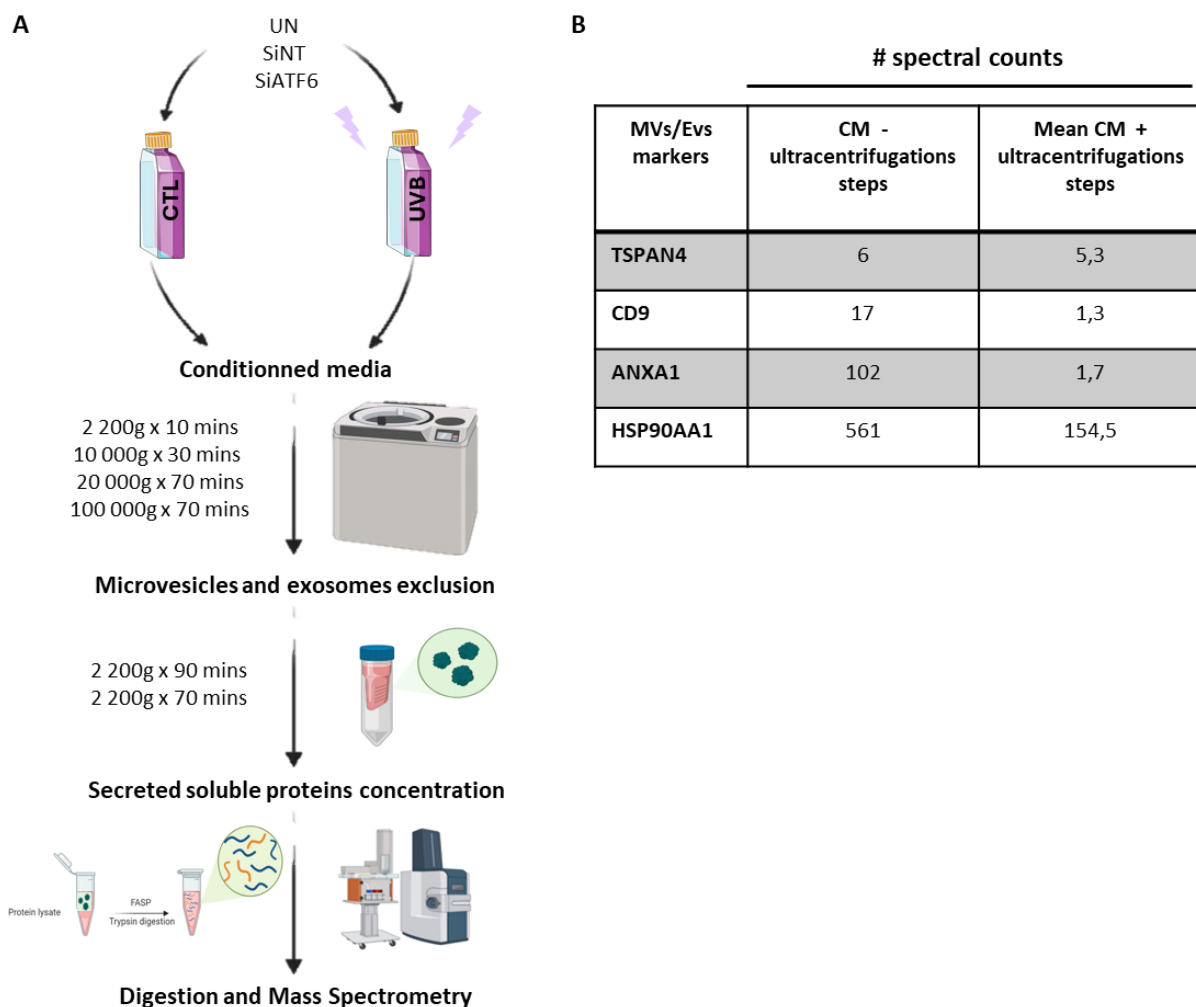 A
UN
SiNT
SiATF6
CTL
UVB
Conditionned media
2 200g x 10 mins
10 000g x 30 mins
20 000g x 70 mins
100 000g x 70 mins
Microvesicles and exosomes exclusion
2 200g x 90 mins
2 200g x 70 mins
Secreted soluble proteins concentration
Protein lysate
FASP
Trypsin digestion
Digestion and Mass Spectrometry
B
# spectral counts
MVs/Evs
markers
CM -
ultracentrifugations
steps
Mean CM +
ultracentrifugations
steps
TSPAN4 6 5,3
CD9 17 1,3
ANXA1 102 1,7
HSP90AA1 561 154,5